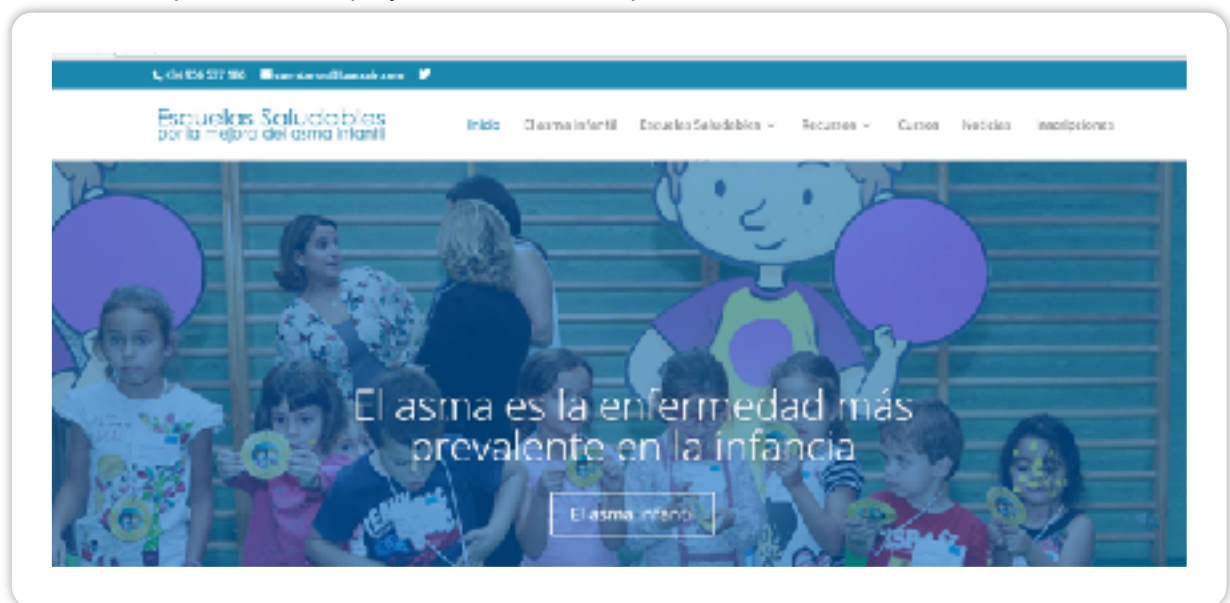 Escuelas Saludables
por la mejora del asma infantil
Inicio El asma infantil Escuelas Saludables Recursos Cursos Noticias Inscripciones
El asma es la enfermedad más
prevalente en la infancia
El asma infantil